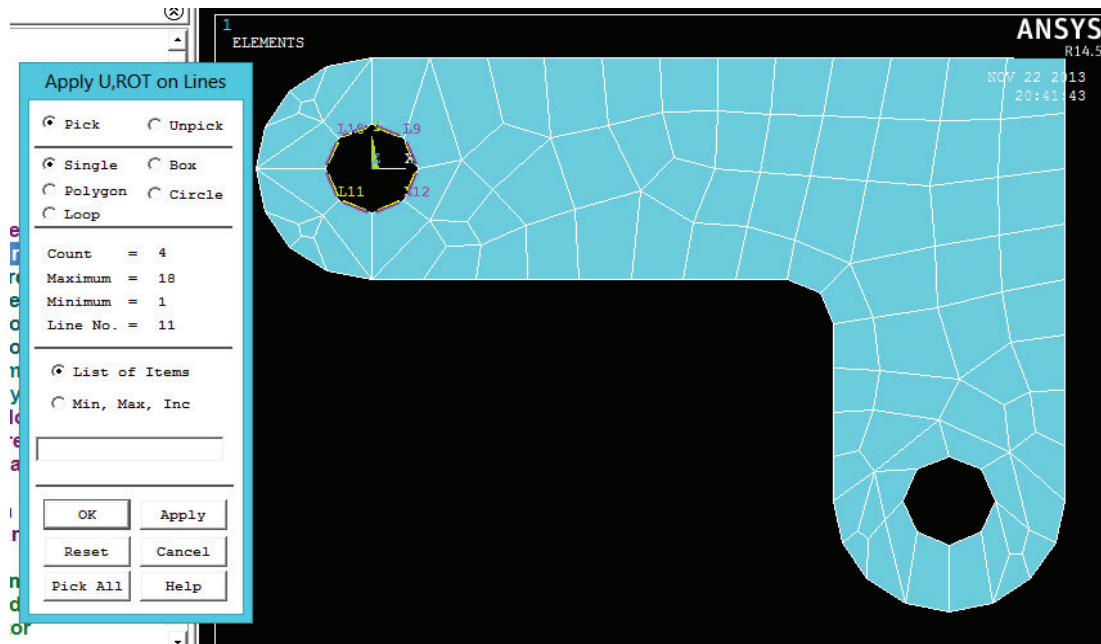 1
ELEMENTS
ANSYS
R14.5
NOV 22 2013
20:41:43
Apply U,ROT on Lines
Pick
Unpick
Single
Box
Polygon
Circle
Loop
Count = 4
Maximum = 18
Minimum = 1
Line No. = 11
List of Items
Min, Max, Inc
OK
Apply
Reset
Cancel
Pick All
Help
L9
X
L11
L12
or